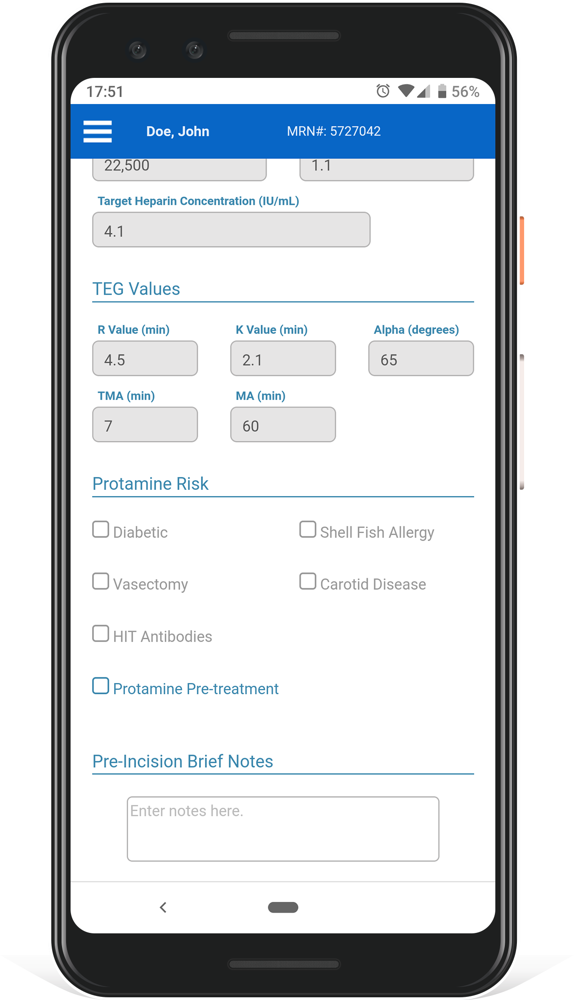 17:51 56%
Doe, John MRN#: 5727042
22,500 1.1
Target Heparin Concentration (IU/mL)
4.1
TEG Values
R Value (min) K Value (min) Alpha (degrees)
4.5 2.1 65
TMA (min) MA (min)
7 60
Protamine Risk
Diabetic Shell Fish Allergy
Vasectomy Carotid Disease
HIT Antibodies
Protamine Pre-treatment
Pre-Incision Brief Notes
Enter notes here.